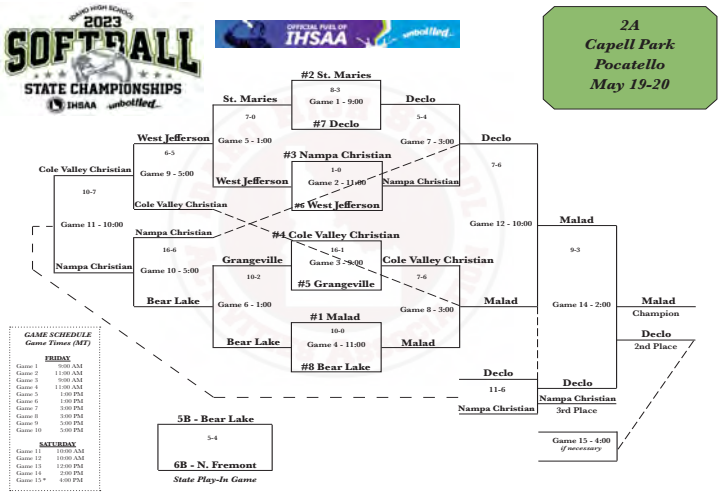 IDAHO HIGH SCHOOL
2023
SOFTBALL
STATE CHAMPIONSHIPS
IHSAA unbottled...
OFFICIAL FUEL OF
IHSAA
unbottled...
2A
Capell Park
Pocatello
May 19-20
#2 St. Maries
8-3
Game 1 - 9:00
#7 Declo
St. Maries
7-0
Game 5 - 1:00
West Jefferson
Declo
5-4
Game 7 - 3:00
Nampa Christian
#3 Nampa Christian
1-0
Game 2 - 11:00
#6 West Jefferson
West Jefferson
6-5
Game 9 - 5:00
Cole Valley Christian
Cole Valley Christian
10-7
Game 11 - 10:00
Nampa Christian
Nampa Christian
16-6
Game 10 - 5:00
Bear Lake
#4 Cole Valley Christian
16-1
Game 3 - 9:00
#5 Grangeville
Grangeville
10-2
Game 6 - 1:00
Bear Lake
Cole Valley Christian
7-6
Game 8 - 3:00
Malad
#1 Malad
10-0
Game 4 - 11:00
#8 Bear Lake
Declo
7-6
Game 12 - 10:00
Malad
Malad
9-3
Game 14 - 2:00
Declo
Malad
Champion
Declo
2nd Place
Declo
11-6
Nampa Christian
Nampa Christian
3rd Place
Game 15 - 4:00
if necessary
5B - Bear Lake
5-4
6B - N. Fremont
State Play-In Game
GAME SCHEDULE
Game Times (MT)
FRIDAY
Game 1 9:00 AM
Game 2 11:00 AM
Game 3 9:00 AM
Game 4 11:00 AM
Game 5 1:00 PM
Game 6 1:00 PM
Game 7 3:00 PM
Game 8 3:00 PM
Game 9 5:00 PM
Game 10 5:00 PM
SATURDAY
Game 11 10:00 AM
Game 12 10:00 AM
Game 13 12:00 PM
Game 14 2:00 PM
Game 15 * 4:00 PM